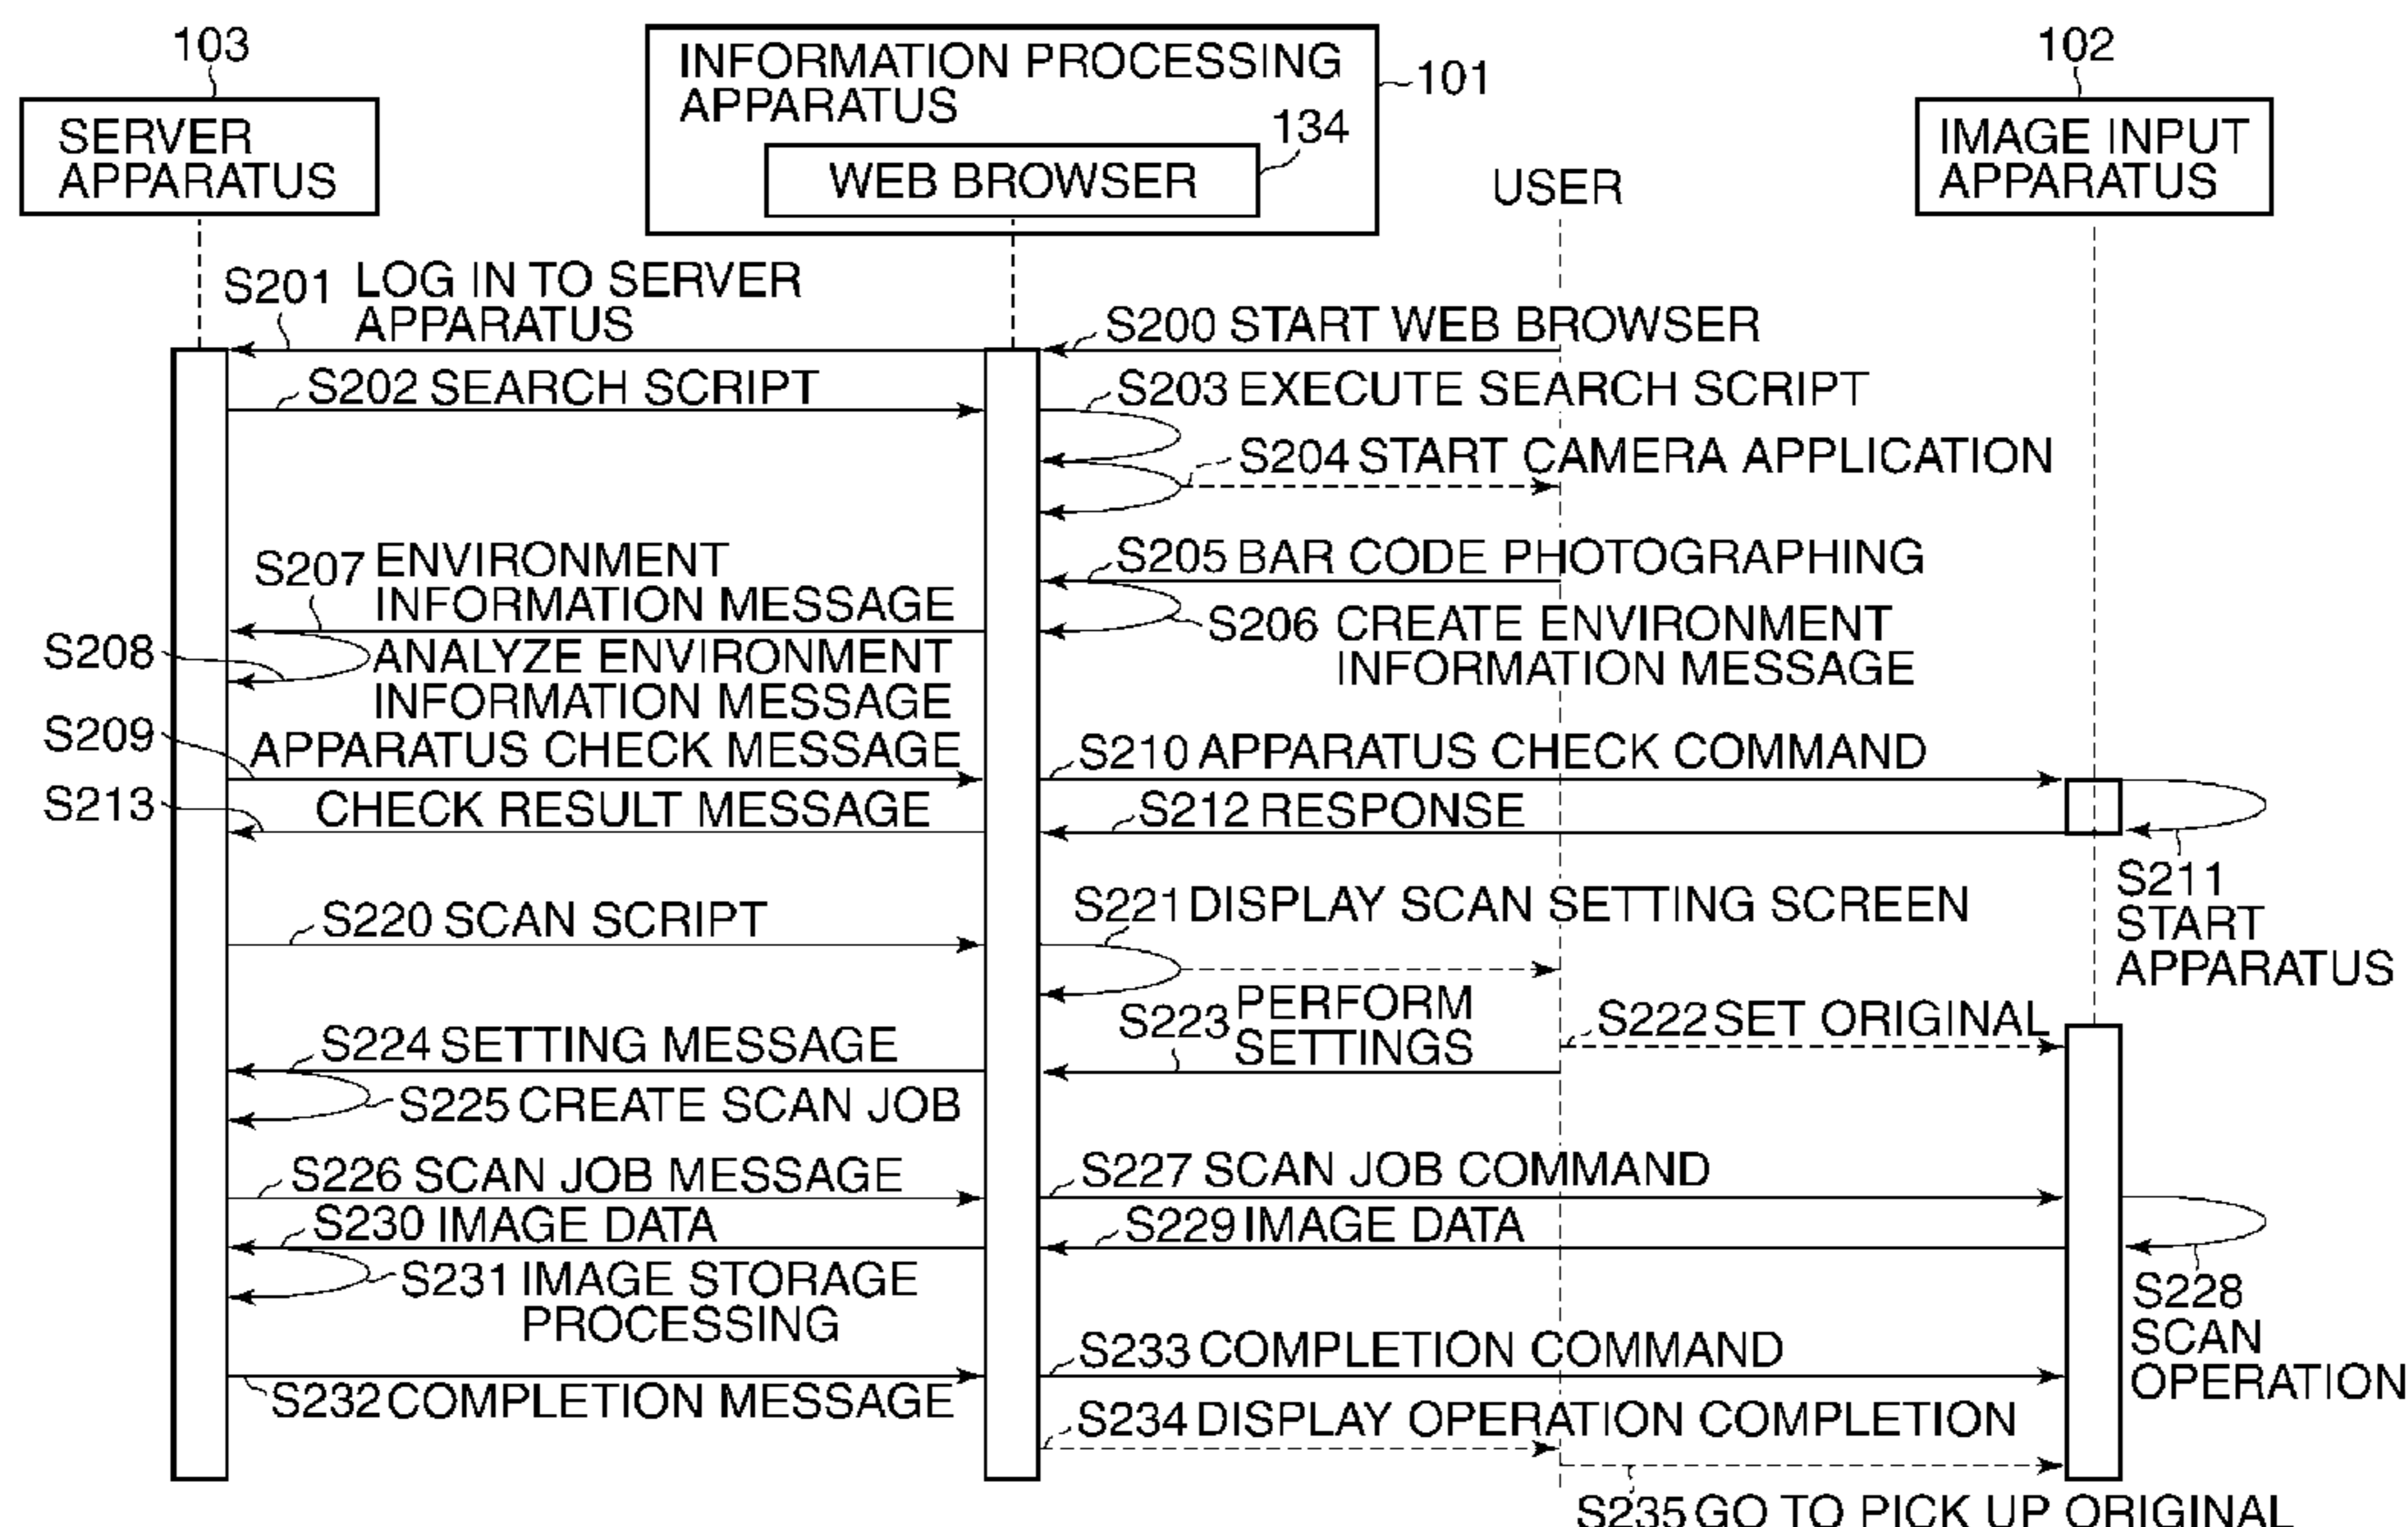 103
SERVER
APPARATUS
INFORMATION PROCESSING
APPARATUS
101
134
WEB BROWSER
USER
102
IMAGE INPUT
APPARATUS
S201 LOG IN TO SERVER
APPARATUS
S200 START WEB BROWSER
S202 SEARCH SCRIPT
S203 EXECUTE SEARCH SCRIPT
S204 START CAMERA APPLICATION
S205 BAR CODE PHOTOGRAPHING
S207 ENVIRONMENT
INFORMATION MESSAGE
S206 CREATE ENVIRONMENT
INFORMATION MESSAGE
S208 ANALYZE ENVIRONMENT
INFORMATION MESSAGE
S209 APPARATUS CHECK MESSAGE
S210 APPARATUS CHECK COMMAND
S213 CHECK RESULT MESSAGE
S212 RESPONSE
S211
START
APPARATUS
S220 SCAN SCRIPT
S221 DISPLAY SCAN SETTING SCREEN
S223 PERFORM
SETTINGS
S222 SET ORIGINAL
S224 SETTING MESSAGE
S225 CREATE SCAN JOB
S226 SCAN JOB MESSAGE
S227 SCAN JOB COMMAND
S230 IMAGE DATA
S229 IMAGE DATA
S228
SCAN
OPERATION
S231 IMAGE STORAGE
PROCESSING
S233 COMPLETION COMMAND
S232 COMPLETION MESSAGE
S234 DISPLAY OPERATION COMPLETION
S235 GO TO PICK UP ORIGINAL